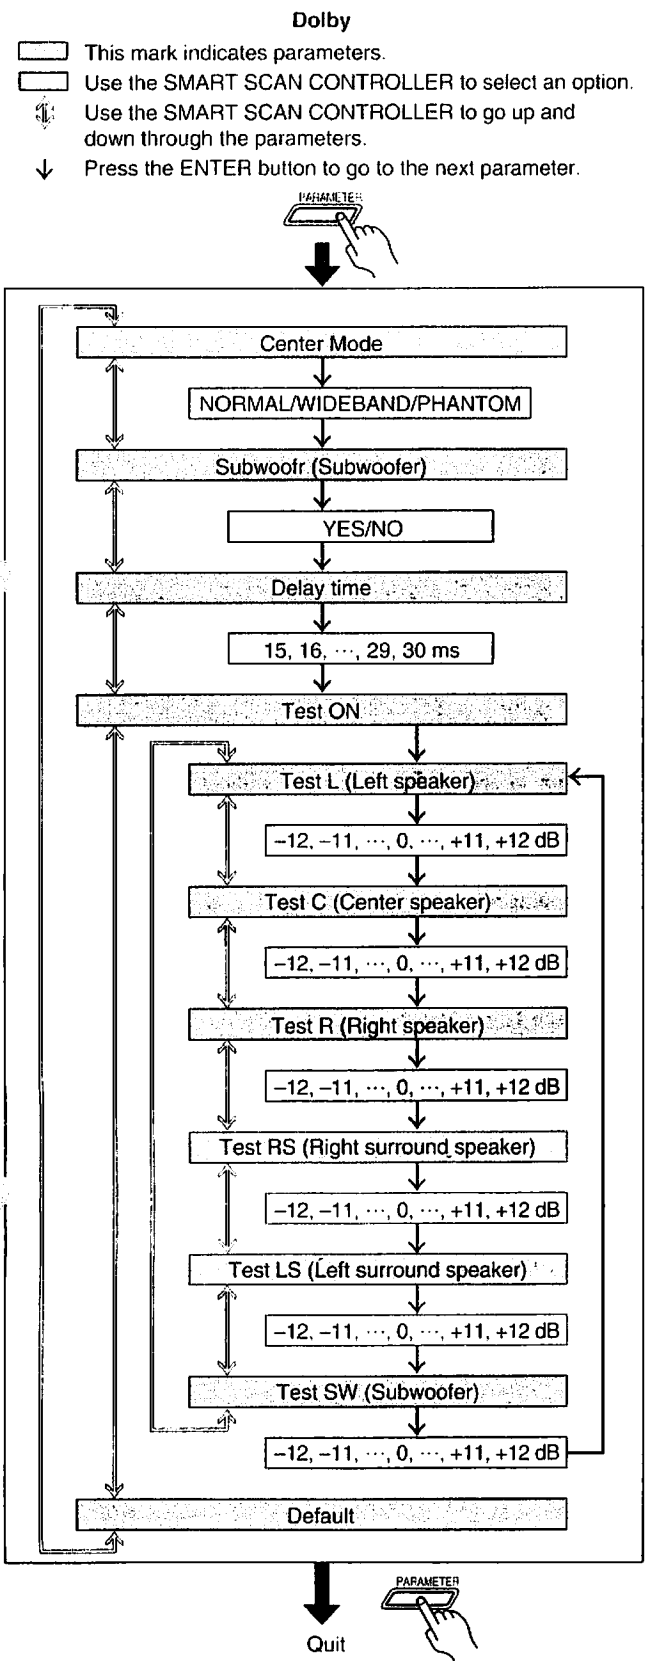 Dolby
This mark indicates parameters.
Use the SMART SCAN CONTROLLER to select an option.
Use the SMART SCAN CONTROLLER to go up and
down through the parameters.
Press the ENTER button to go to the next parameter.
PARAMETER
Center Mode
NORMAL/WIDEBAND/PHANTOM
Subwoofr (Subwoofer)
YES/NO
Delay time
15, 16, ···, 29, 30 ms
Test ON
Test L (Left speaker)
–12, –11, ···, 0, ···, +11, +12 dB
Test C (Center speaker)
–12, –11, ···, 0, ···, +11, +12 dB
Test R (Right speaker)
–12, –11, ···, 0, ···, +11, +12 dB
Test RS (Right surround speaker)
–12, –11, ···, 0, ···, +11, +12 dB
Test LS (Left surround speaker)
–12, –11, ···, 0, ···, +11, +12 dB
Test SW (Subwoofer)
–12, –11, ···, 0, ···, +11, +12 dB
Default
PARAMETER
Quit